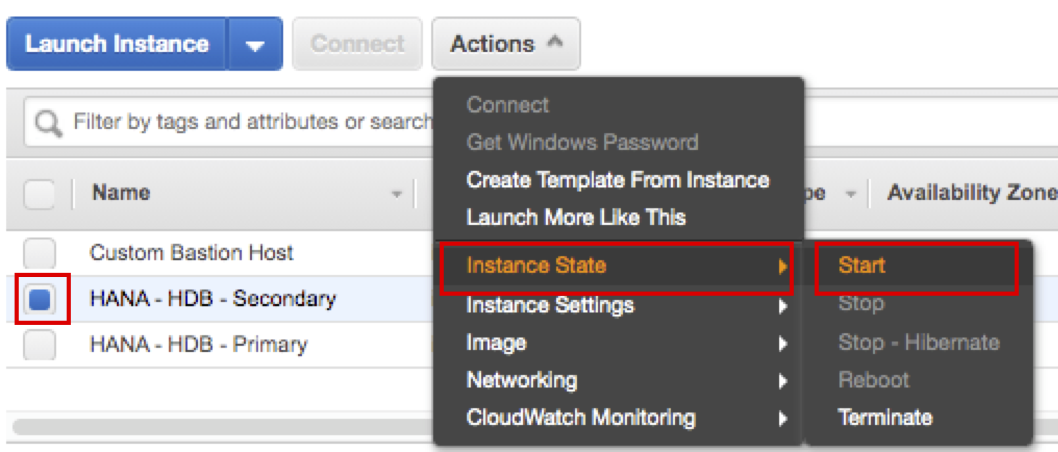 Launch Instance
Connect
Actions
Filter by tags and attributes or search
Connect
Get Windows Password
Create Template From Instance
Launch More Like This
Name
pe
Availability Zone
Custom Bastion Host
HANA - HDB - Secondary
HANA - HDB - Primary
Instance State
Instance Settings
Image
Networking
CloudWatch Monitoring
Start
Stop
Stop - Hibernate
Reboot
Terminate